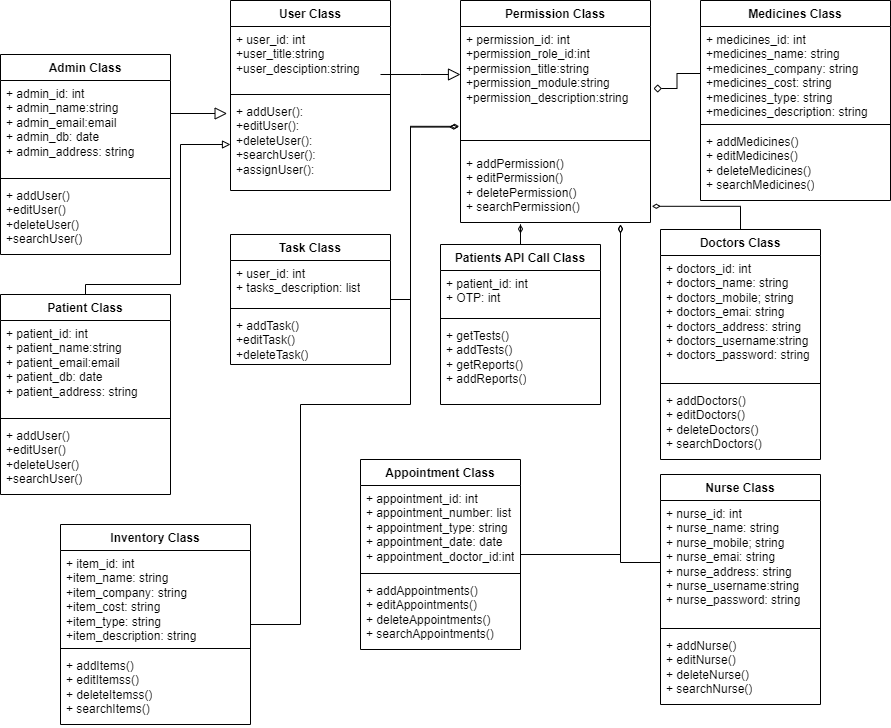 User Class
+ user_id: int
+user_title:string
+user_desciption:string
+ addUser():
+editUser():
+deleteUser():
+searchUser():
+assignUser():
Permission Class
+ permission_id: int
+permission_role_id:int
+permission_title:string
+permission_module:string
+permission_description:string
+ addPermission()
+ editPermission()
+ deletePermission()
+ searchPermission()
Medicines Class
+ medicines_id: int
+medicines_name: string
+medicines_company: string
+medicines_cost: string
+medicines_type: string
+medicines_description: string
+ addMedicines()
+ editMedicines()
+ deleteMedicines()
+ searchMedicines()
Admin Class
+ admin_id: int
+ admin_name:string
+ admin_email:email
+ admin_db: date
+ admin_address: string
+ addUser()
+editUser()
+deleteUser()
+searchUser()
Task Class
+ user_id: int
+ tasks_description: list
+ addTask()
+editTask()
+deleteTask()
Patients API Call Class
+ patient_id: int
+ OTP: int
+ getTests()
+ addTests()
+ getReports()
+ addReports()
Doctors Class
+ doctors_id: int
+ doctors_name: string
+ doctors_mobile; string
+ doctors_emai: string
+ doctors_address: string
+ doctors_username:string
+ doctors_password: string
+ addDoctors()
+ editDoctors()
+ deleteDoctors()
+ searchDoctors()
Patient Class
+ patient_id: int
+ patient_name:string
+ patient_email:email
+ patient_db: date
+ patient_address: string
+ addUser()
+editUser()
+deleteUser()
+searchUser()
Appointment Class
+ appointment_id: int
+ appointment_number: list
+ appointment_type: string
+ appointment_date: date
+ appointment_doctor_id:int
+ addAppointments()
+ editAppointments()
+ deleteAppointments()
+ searchAppointments()
Nurse Class
+ nurse_id: int
+ nurse_name: string
+ nurse_mobile; string
+ nurse_emai: string
+ nurse_address: string
+ nurse_username:string
+ nurse_password: string
+ addNurse()
+ editNurse()
+ deleteNurse()
+ searchNurse()
Inventory Class
+ item_id: int
+item_name: string
+item_company: string
+item_cost: string
+item_type: string
+item_description: string
+ addItems()
+ editItemss()
+ deleteItemss()
+ searchItems()